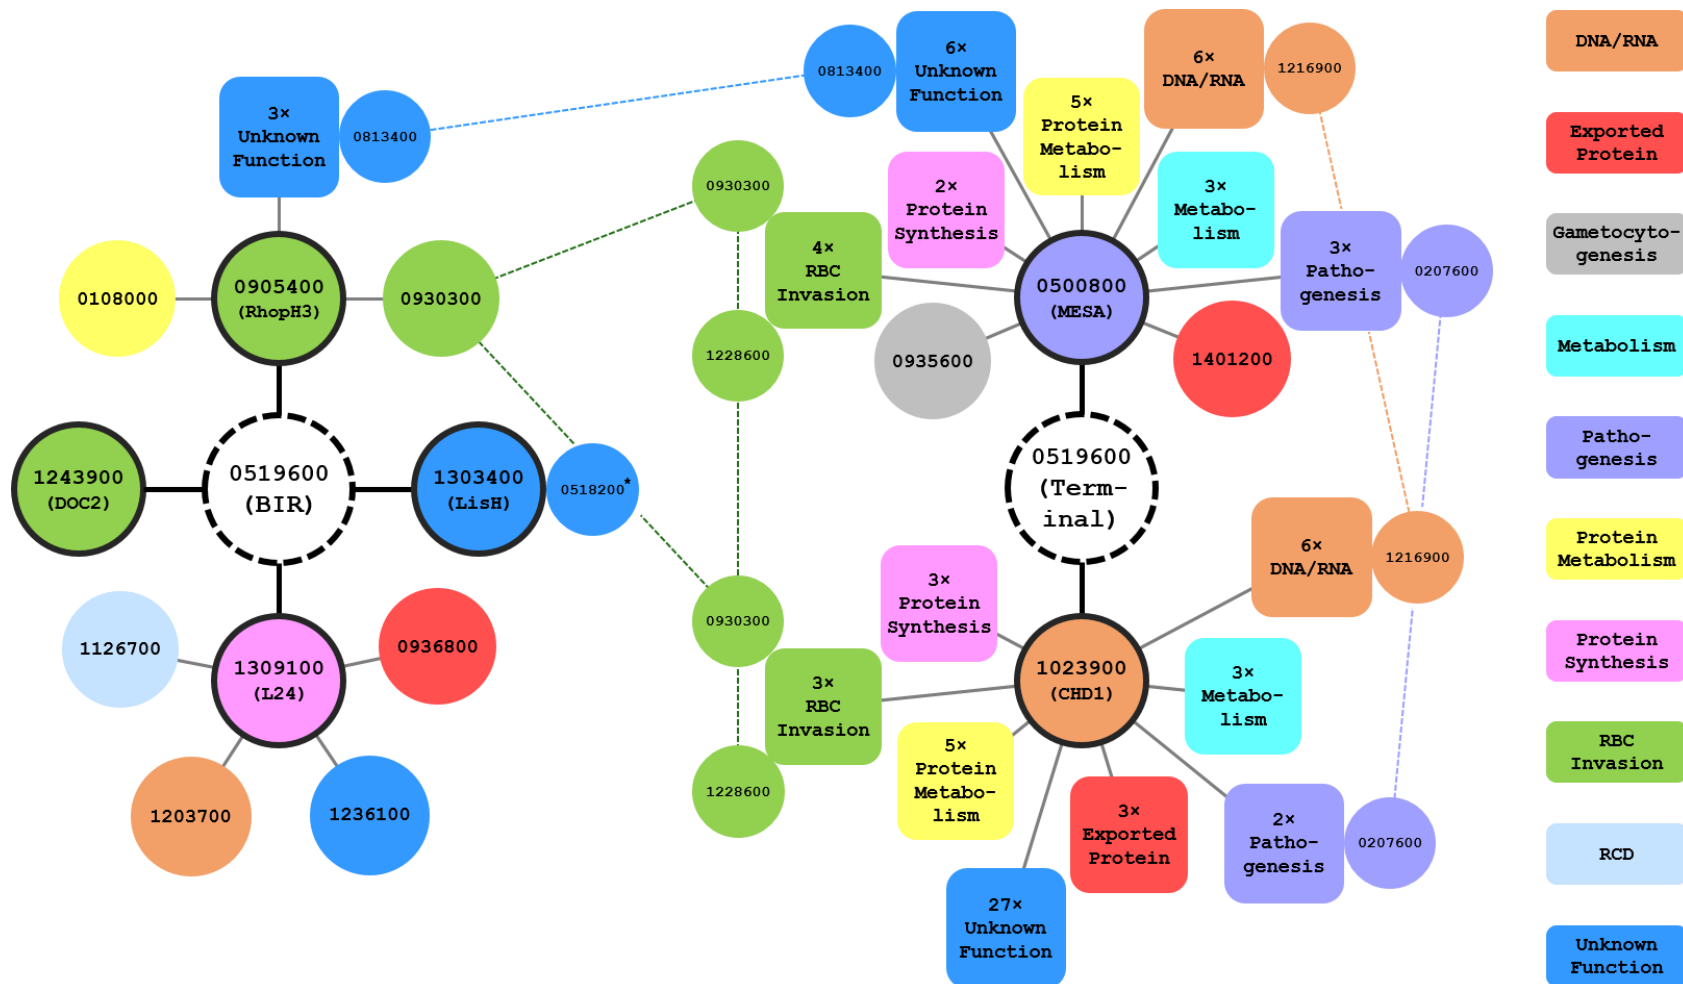 3×
Unknown
Function
0813400
0108000
0905400
(RhopH3)
0930300
1243900
(DOC2)
0519600
(BIR)
1303400
(LisH)
0518200*
1126700
1309100
(L24)
0936800
1203700
1236100
0813400
6×
Unknown
Function
5×
Protein
Metabo-
lism
6×
DNA/RNA
1216900
0930300
2×
Protein
Synthesis
3×
Metabo-
lism
4×
RBC
Invasion
0500800
(MESA)
3×
Patho-
genesis
0207600
1228600
0935600
1401200
0519600
(Term-
inal)
6×
DNA/RNA
1216900
3×
Protein
Synthesis
0930300
3×
RBC
Invasion
1023900
(CHD1)
3×
Metabo-
lism
1228600
5×
Protein
Metabo-
lism
3×
Exported
Protein
2×
Patho-
genesis
0207600
27×
Unknown
Function
DNA/RNA
Exported
Protein
Gametocyto-
genesis
Metabolism
Patho-
genesis
Protein
Metabolism
Protein
Synthesis
RBC
Invasion
RCD
Unknown
Function